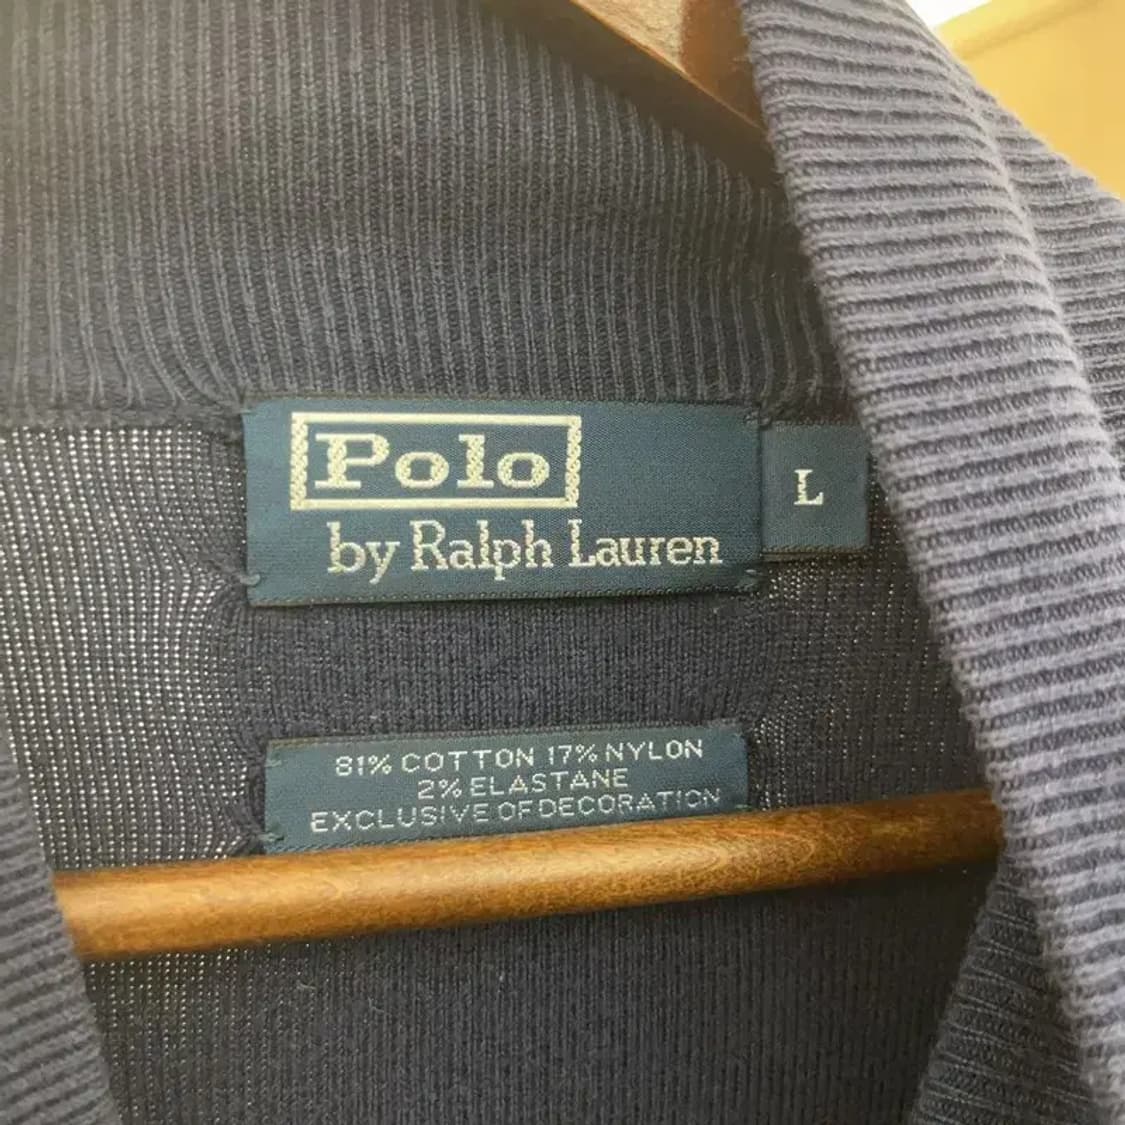 Polo
by Ralph Lauren
L
81% COTTON 17% NYLON
2% ELASTANE
EXCLUSIVE OF DECORATION